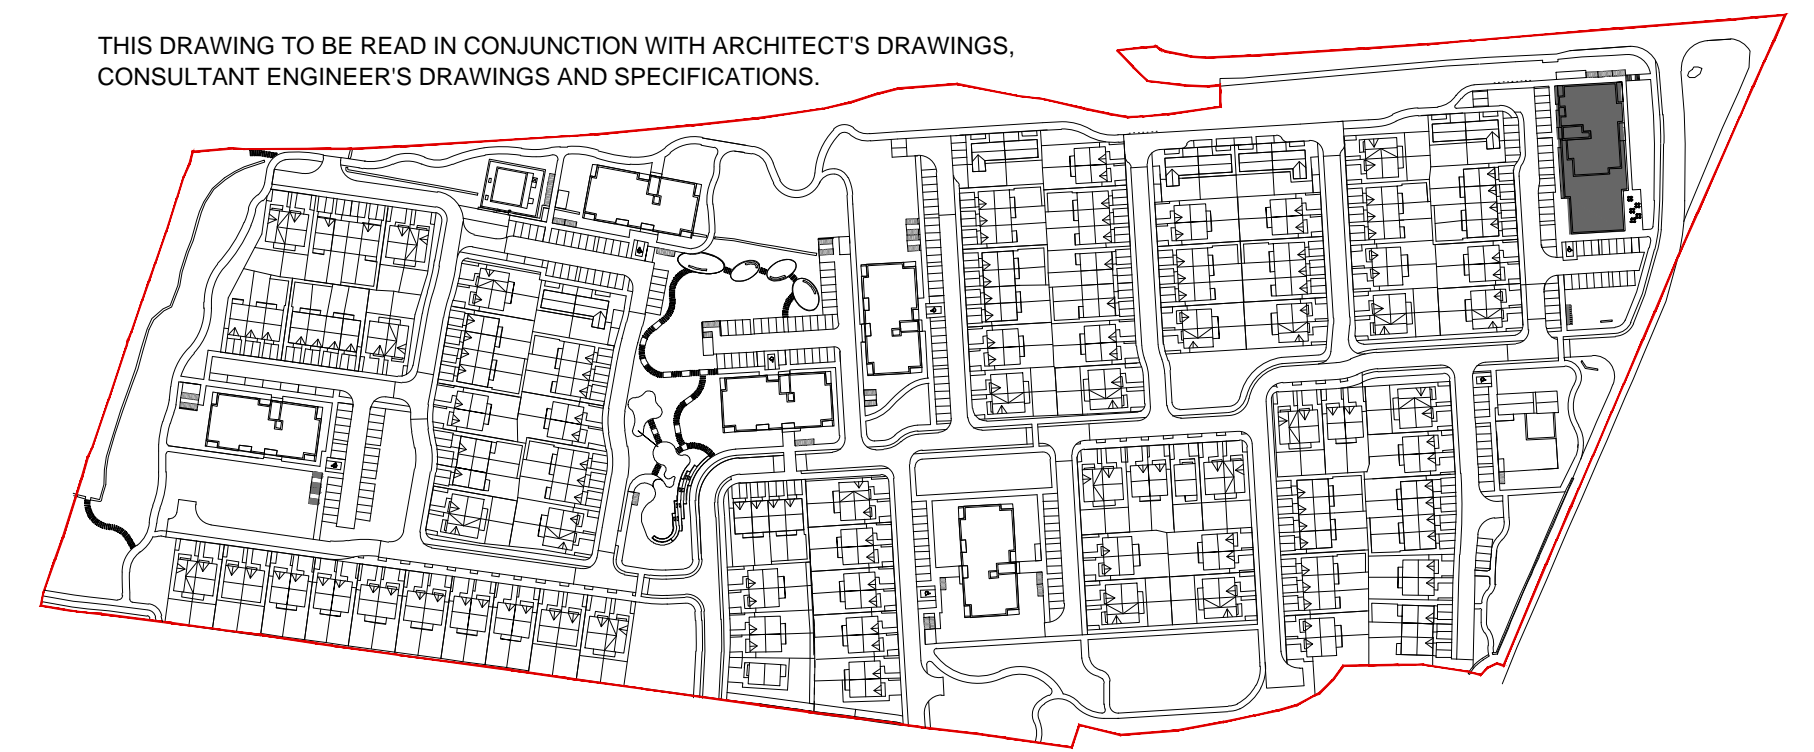 THIS DRAWING TO BE READ IN CONJUNCTION WITH ARCHITECT'S DRAWINGS,
CONSULTANT ENGINEER'S DRAWINGS AND SPECIFICATIONS.